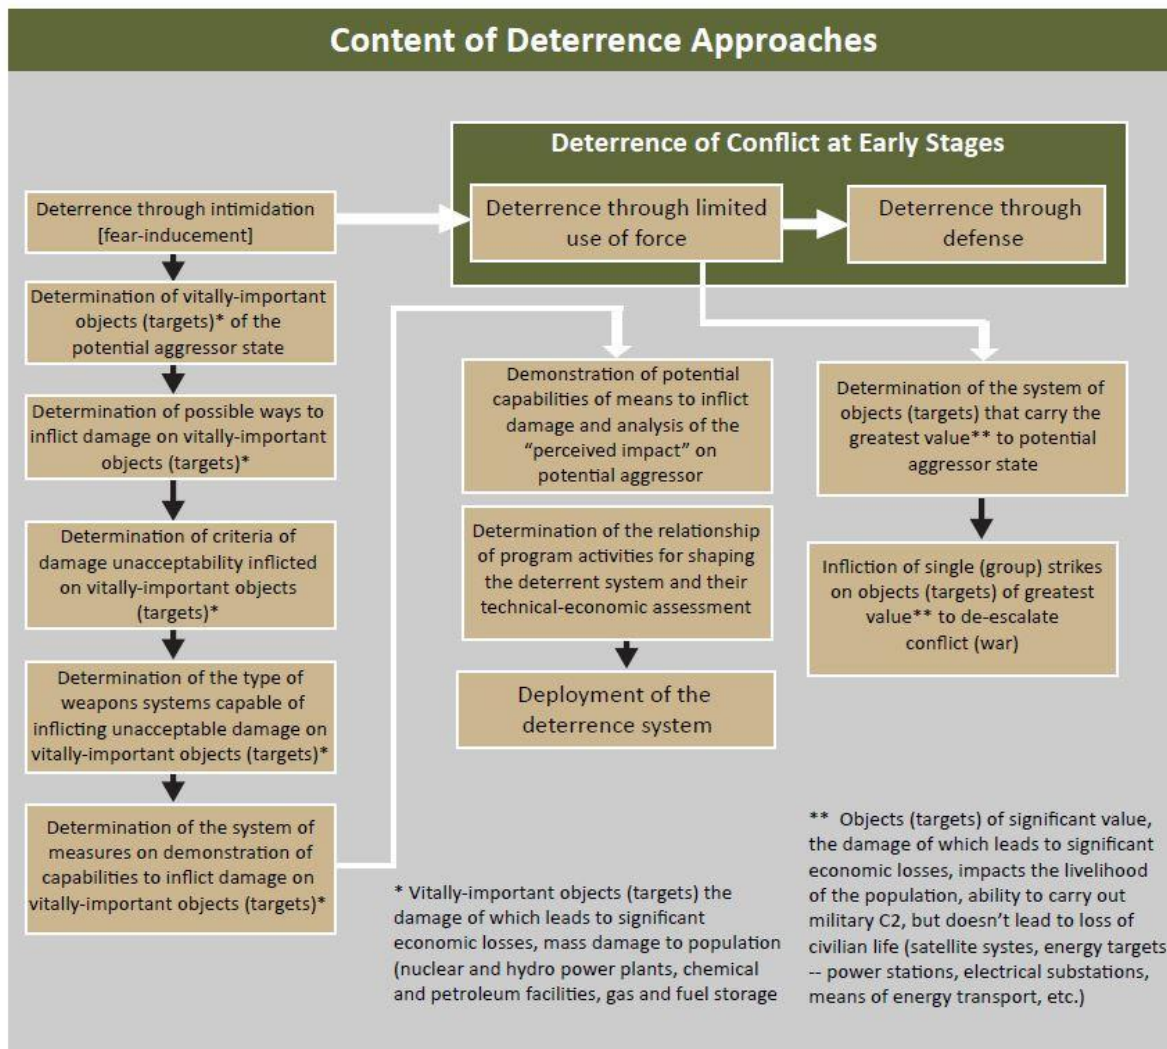 Content of Deterrence Approaches
Deterrence of Conflict at Early Stages
Deterrence through intimidation
[fear-inducement]
Deterrence through limited
use of force
Deterrence through
defense
Determination of vitally-important
objects (targets)* of the
potential aggressor state
Determination of possible ways to
inflict damage on vitally-important
objects (targets)*
Determination of criteria of
damage unacceptability inflicted
on vitally-important objects
(targets)*
Determination of the type of
weapons systems capable of
inflicting unacceptable damage on
vitally-important objects (targets)*
Determination of the system of
measures on demonstration of
capabilities to inflict damage on
vitally-important objects (targets)*
Demonstration of potential
capabilities of means to inflict
damage and analysis of the
“perceived impact” on
potential aggressor
Determination of the relationship
of program activities for shaping
the deterrent system and their
technical-economic assessment
Deployment of the
deterrence system
Determination of the system of
objects (targets) that carry the
greatest value** to potential
aggressor state
Infliction of single (group) strikes
on objects (targets) of greatest
value** to de-escalate
conflict (war)
* Vitally-important objects (targets) the
damage of which leads to significant
economic losses, mass damage to population
(nuclear and hydro power plants, chemical
and petroleum facilities, gas and fuel storage
** Objects (targets) of significant value,
the damage of which leads to significant
economic losses, impacts the livelihood
of the population, ability to carry out
military C2, but doesn’t lead to loss of
civilian life (satellite systes, energy targets
-- power stations, electrical substations,
means of energy transport, etc.)